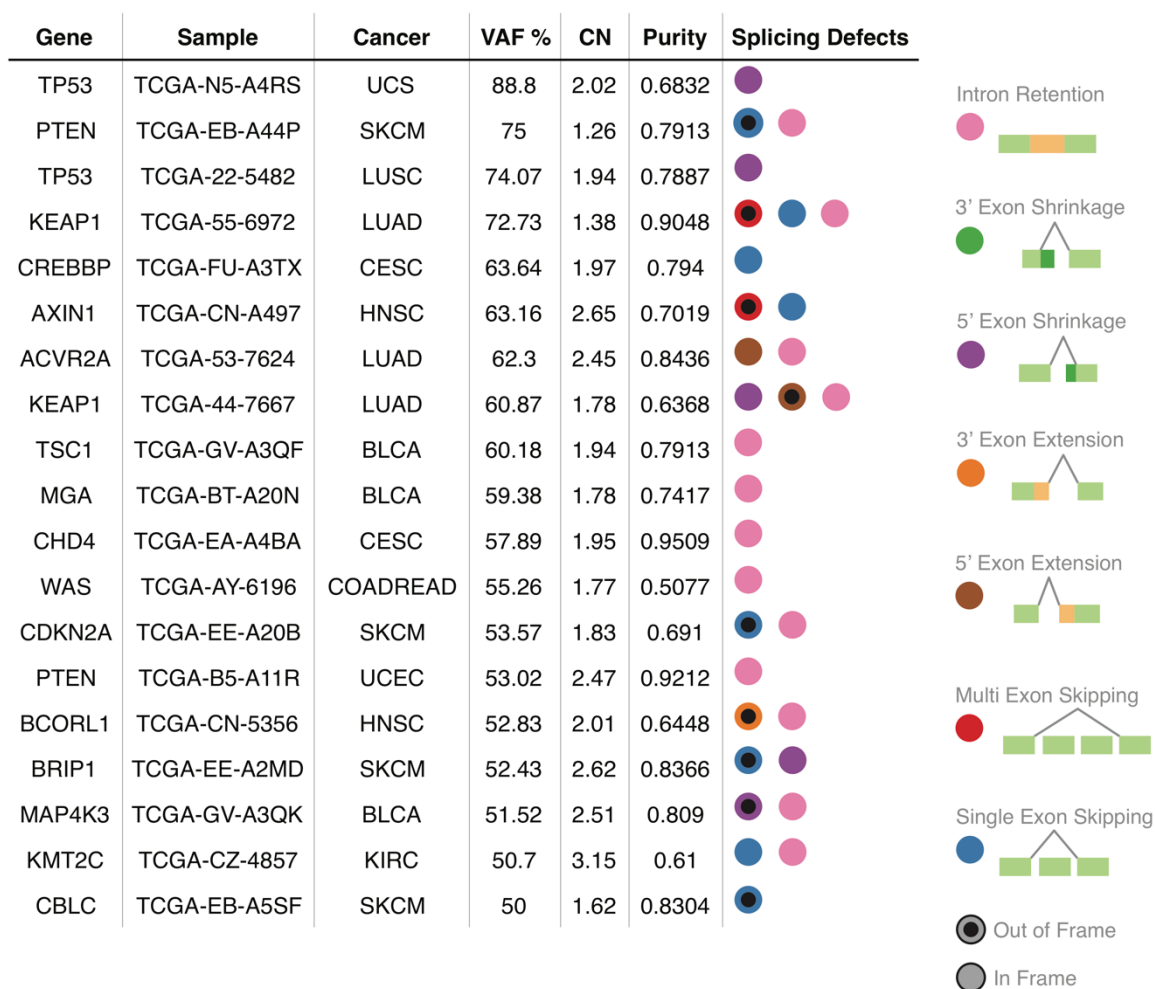 Gene Sample Cancer VAF % CN Purity Splicing Defects
TP53 TCGA-N5-A4RS UCS 88.8 2.02 0.6832
PTEN TCGA-EB-A44P SKCM 75 1.26 0.7913
TP53 TCGA-22-5482 LUSC 74.07 1.94 0.7887
KEAP1 TCGA-55-6972 LUAD 72.73 1.38 0.9048
CREBBP TCGA-FU-A3TX CESC 63.64 1.97 0.794
AXIN1 TCGA-CN-A497 HNSC 63.16 2.65 0.7019
ACVR2A TCGA-53-7624 LUAD 62.3 2.45 0.8436
KEAP1 TCGA-44-7667 LUAD 60.87 1.78 0.6368
TSC1 TCGA-GV-A3QF BLCA 60.18 1.94 0.7913
MGA TCGA-BT-A20N BLCA 59.38 1.78 0.7417
CHD4 TCGA-EA-A4BA CESC 57.89 1.95 0.9509
WAS TCGA-AY-6196 COADREAD 55.26 1.77 0.5077
CDKN2A TCGA-EE-A20B SKCM 53.57 1.83 0.691
PTEN TCGA-B5-A11R UCEC 53.02 2.47 0.9212
BCORL1 TCGA-CN-5356 HNSC 52.83 2.01 0.6448
BRIP1 TCGA-EE-A2MD SKCM 52.43 2.62 0.8366
MAP4K3 TCGA-GV-A3QK BLCA 51.52 2.51 0.809
KMT2C TCGA-CZ-4857 KIRC 50.7 3.15 0.61
CBLC TCGA-EB-A5SF SKCM 50 1.62 0.8304
Intron Retention
3' Exon Shrinkage
5' Exon Shrinkage
3' Exon Extension
5' Exon Extension
Multi Exon Skipping
Single Exon Skipping
Out of Frame
In Frame